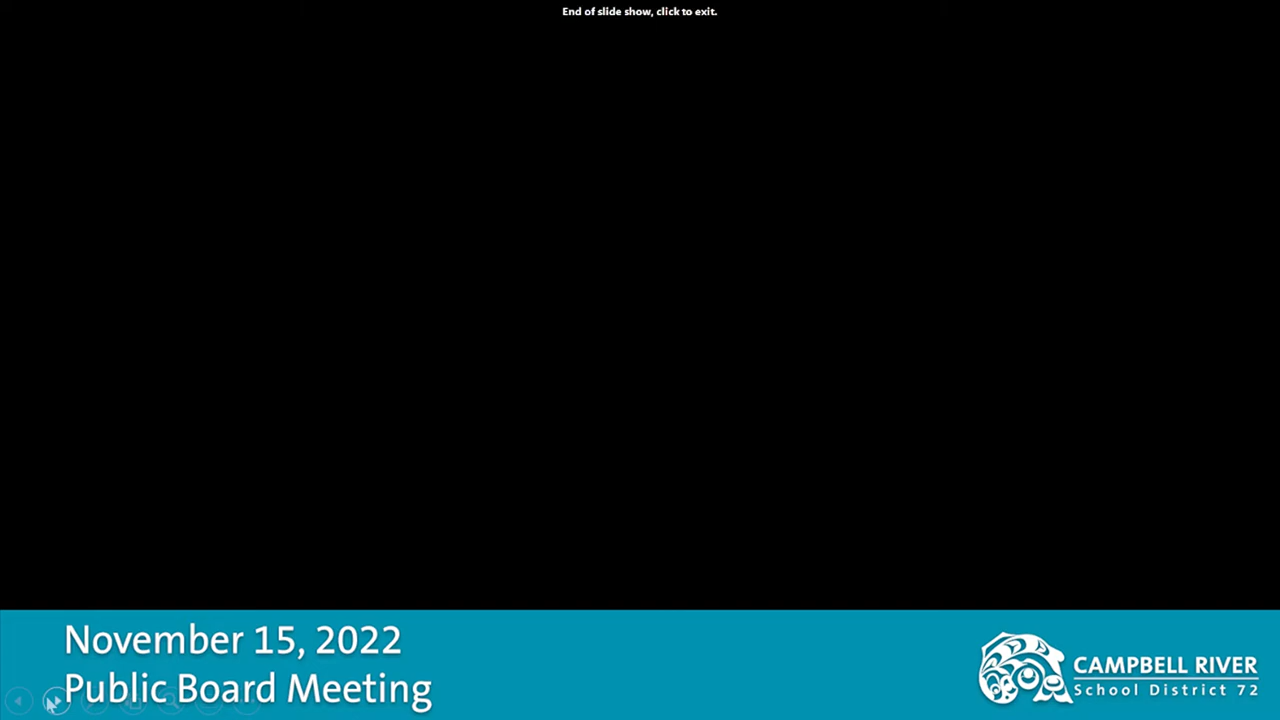 End of slide show, click to exit.
November 15, 2022
Public Board Meeting
CAMPBELL RIVER
School District 72